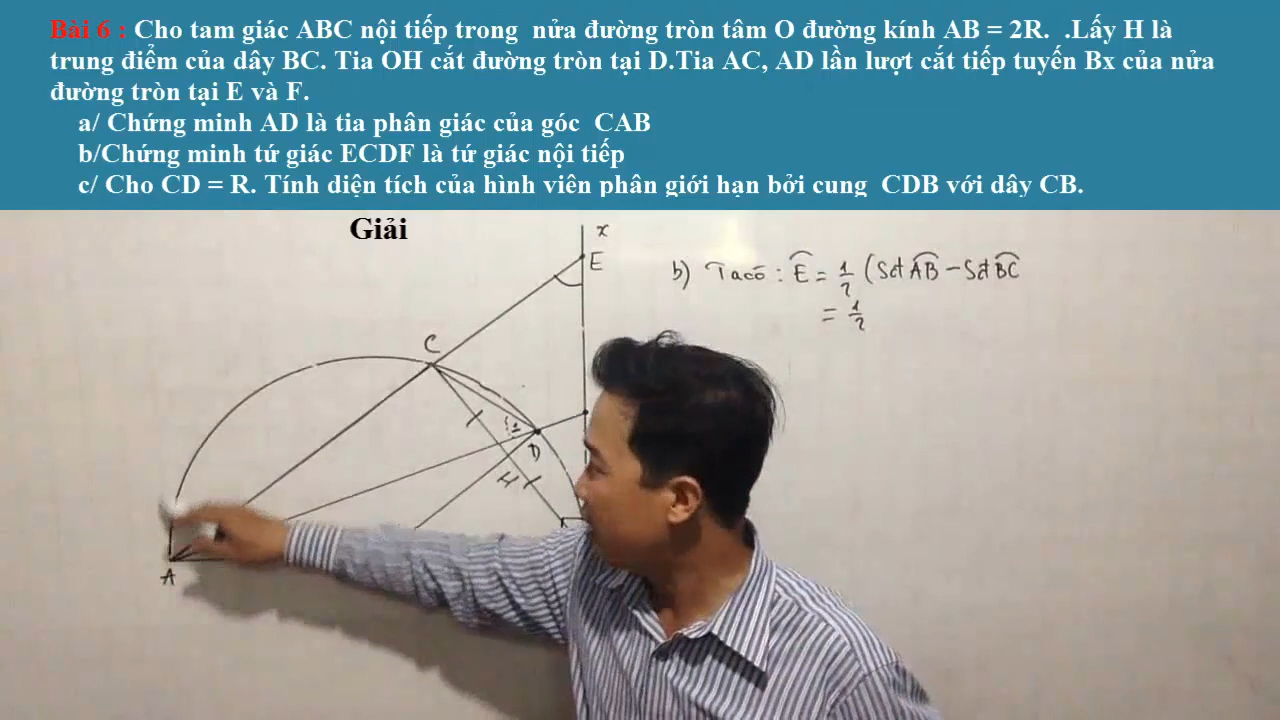 Bài 6 : Cho tam giác ABC nội tiếp trong nửa đường tròn tâm O đường kính AB = 2R. .Lấy H là
trung điểm của dây BC. Tia OH cắt đường tròn tại D.Tia AC, AD lần lượt cắt tiếp tuyến Bx của nửa
đường tròn tại E và F.
a/ Chứng minh AD là tia phân giác của góc CAB
b/Chứng minh tứ giác ECDF là tứ giác nội tiếp
c/ Cho CD = R. Tính diện tích của hình viên phân giới hạn bởi cung CDB với dây CB.
Giải
x
E
b) Ta có : Ê = 1/2 (Sđ AB - Sđ BC
= 1/2
C
D
H
A